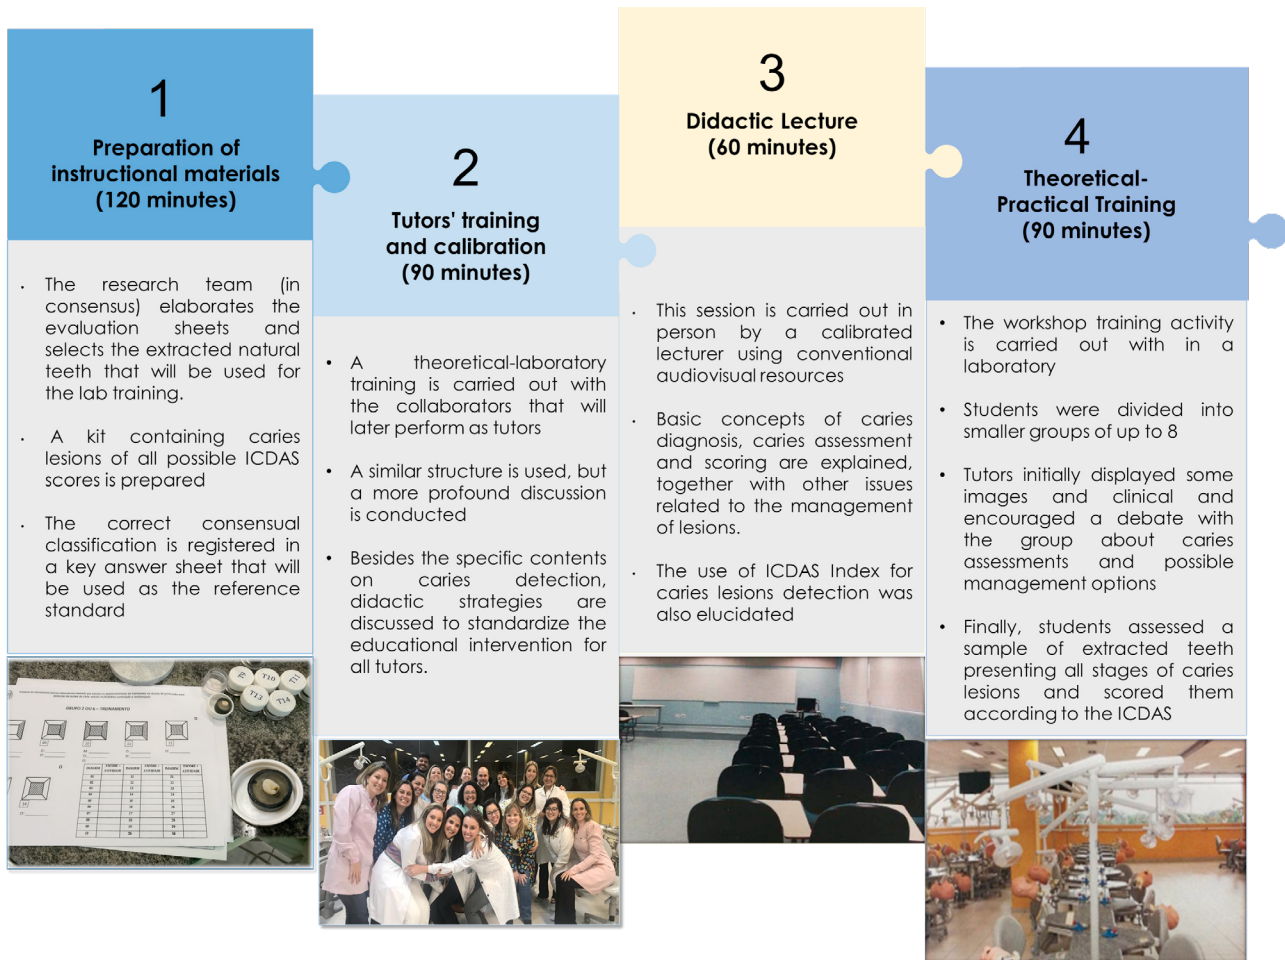 1
Preparation of
instructional materials
(120 minutes)
The research team (in
consensus) elaborates the
evaluation sheets and
selects the extracted natural
teeth that will be used for
the lab training.
A kit containing caries
lesions of all possible ICDAS
scores is prepared
The correct consensual
classification is registered in
a key answer sheet that will
be used as the reference
standard
GRUPO 2 OU 6 – TREINAMENTO
T10
T13
T14
2
Tutors' training
and calibration
(90 minutes)
• A theoretical-laboratory
training is carried out with
the collaborators that will
later perform as tutors
• A similar structure is used, but
a more profound discussion
is conducted
• Besides the specific contents
on caries detection,
didactic strategies are
discussed to standardize the
educational intervention for
all tutors.
3
Didactic Lecture
(60 minutes)
This session is carried out in
person by a calibrated
lecturer using conventional
audiovisual resources
Basic concepts of caries
diagnosis, caries assessment
and scoring are explained,
together with other issues
related to the management
of lesions.
The use of ICDAS Index for
caries lesions detection was
also elucidated
4
Theoretical-
Practical Training
(90 minutes)
• The workshop training activity
is carried out with in a
laboratory
• Students were divided into
smaller groups of up to 8
• Tutors initially displayed some
images and clinical and
encouraged a debate with
the group about caries
assessments and possible
management options
• Finally, students assessed a
sample of extracted teeth
presenting all stages of caries
lesions and scored them
according to the ICDAS